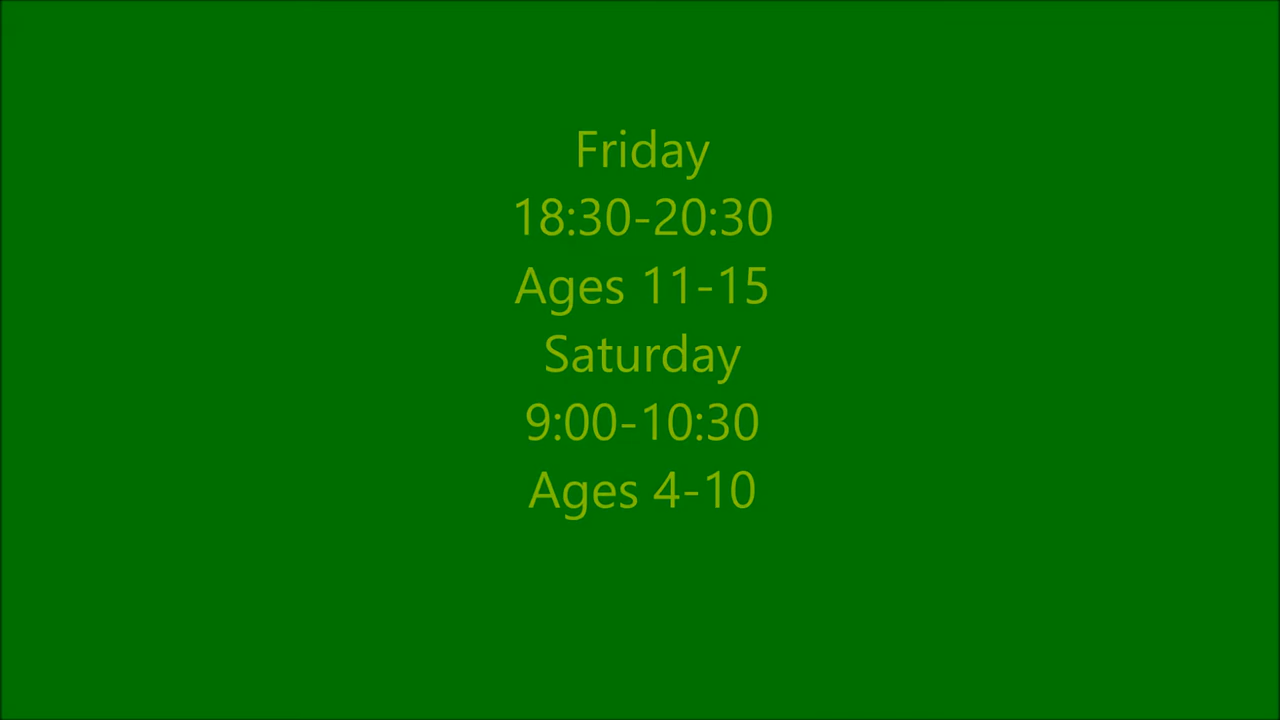 Friday
18:30-20:30
Ages 11-15
Saturday
9:00-10:30
Ages 4-10